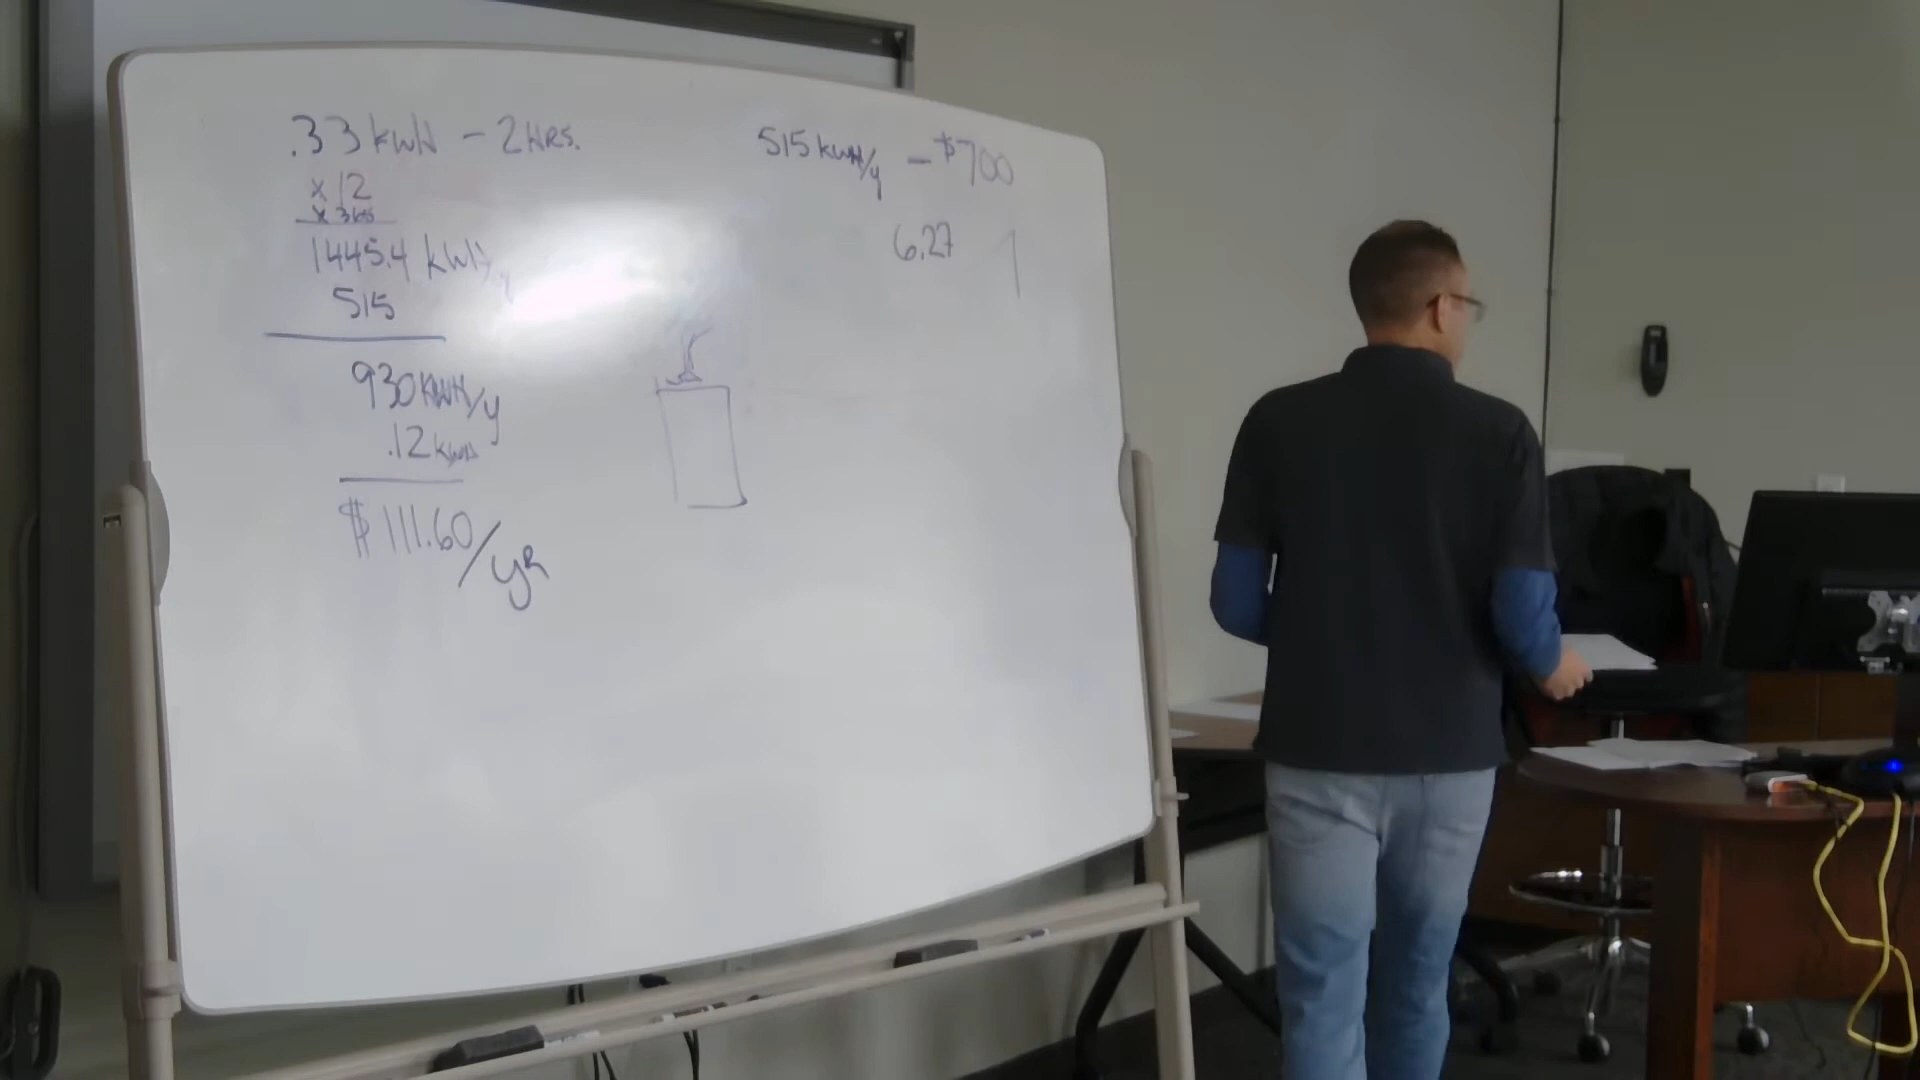 .33 kWH - 2 HRS.
x 12
x 365
1445.4 kWH/y
515
930 KWH/y
.12 KWH
$111.60/yR
515 KWH/y - $700
6.27